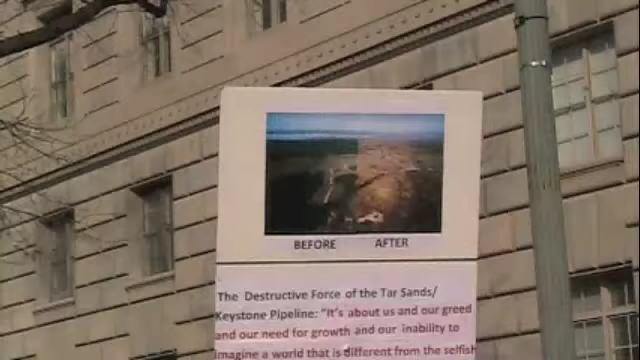 BEFORE AFTER
The Destructive Force of the Tar Sands/
Keystone Pipeline: "It's about us and our greed
and our need for growth and our inability to
imagine a world that is different from the selfish